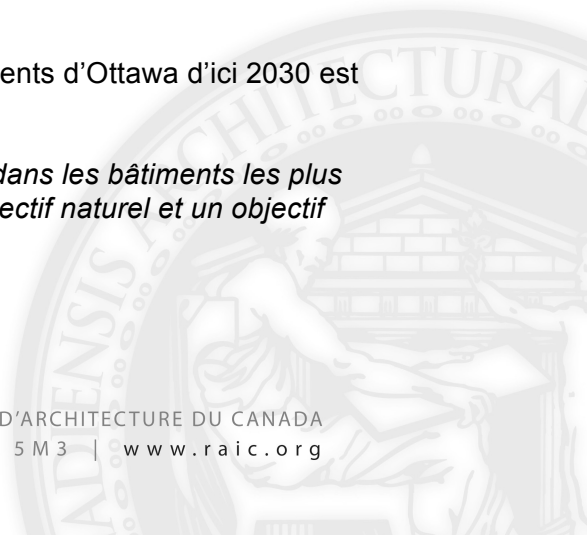 ents d'Ottawa d'ici 2030 est
dans les bâtiments les plus
ectif naturel et un objectif
D'ARCHITECTURE DU CANADA
5M3 | www.raic.org